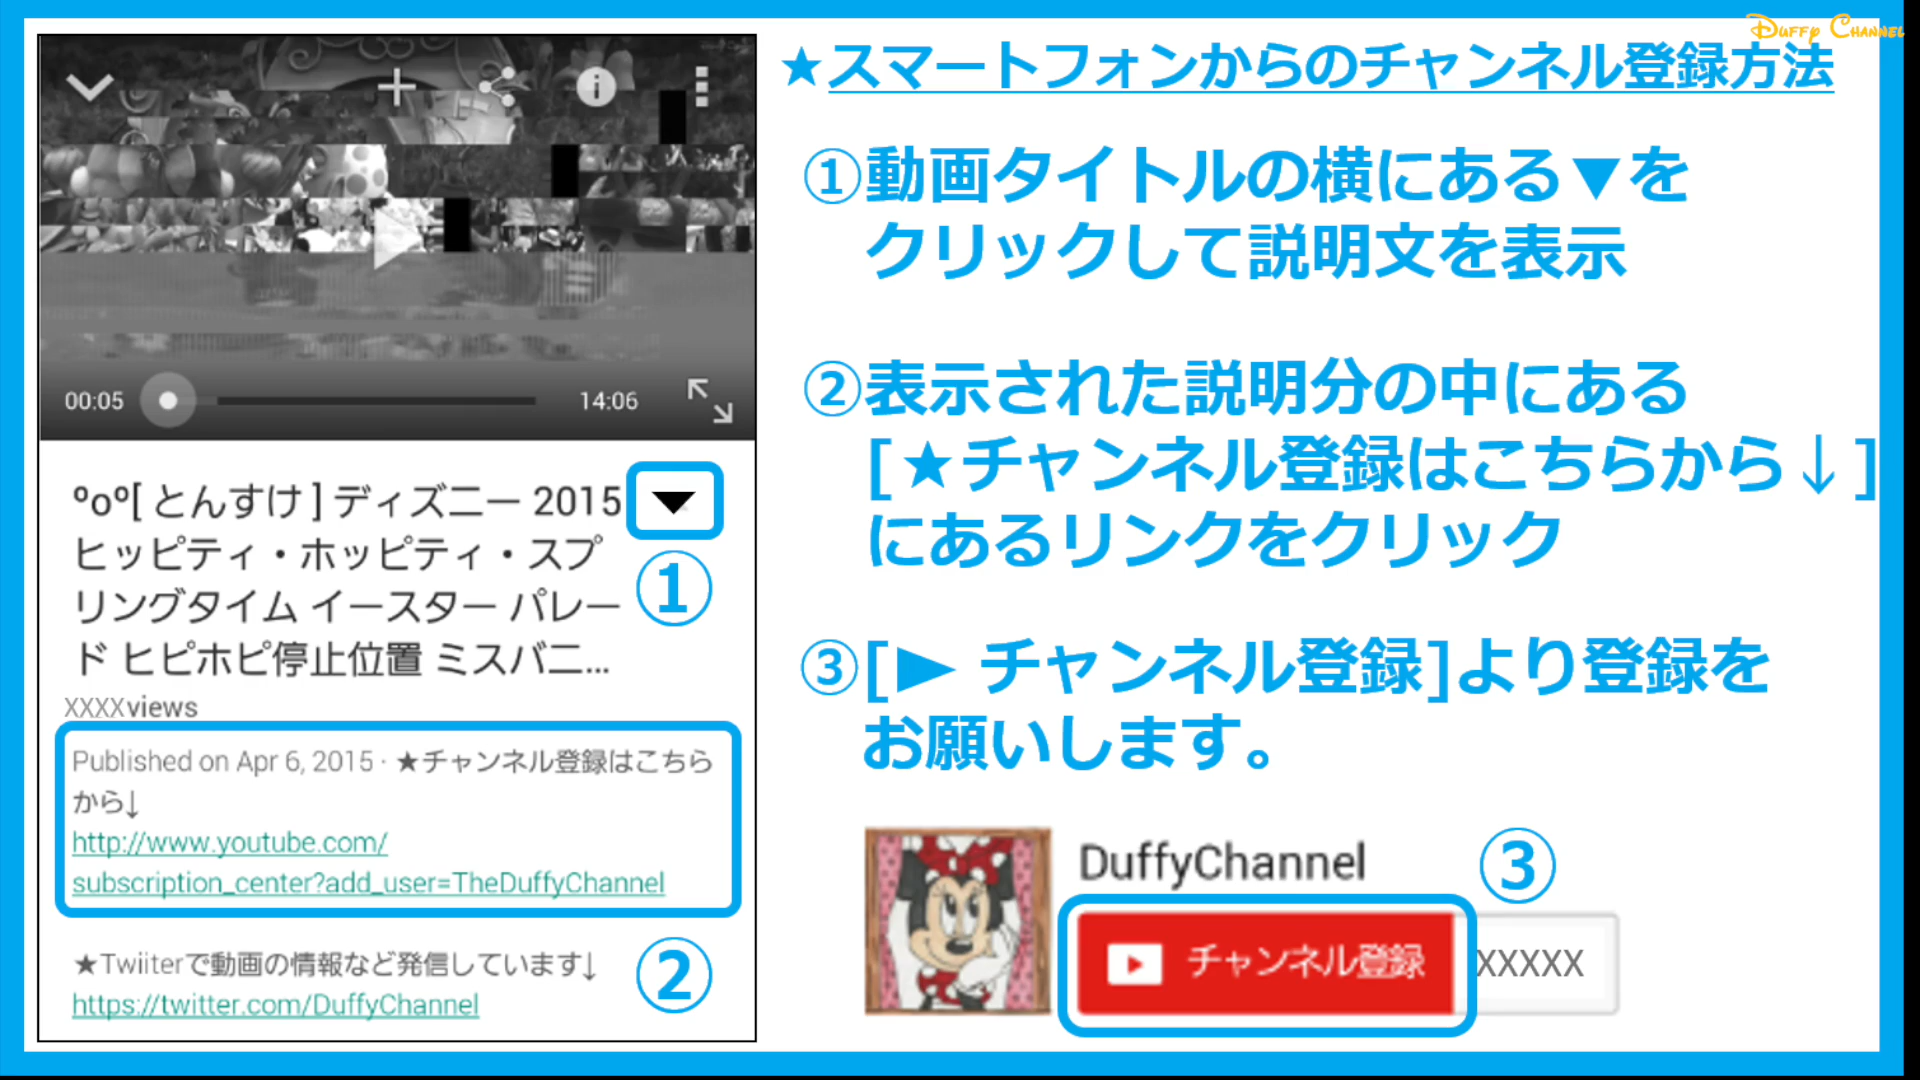 Duffy Channel
★スマートフォンからのチャンネル登録方法
①動画タイトルの横にある▼を
クリックして説明文を表示
②表示された説明分の中にある
[★チャンネル登録はこちらから↓]
にあるリンクをクリック
③[▶ チャンネル登録]より登録を
お願いします。
00:05
14:06
ºoº[とんすけ]ディズニー 2015
ヒッピティ・ホッピティ・スプ
リングタイム イースター パレー
ド ヒピホピ停止位置 ミスバニ...
①
XXXXviews
Published on Apr 6, 2015 · ★チャンネル登録はこちら
から↓
http://www.youtube.com/
subscription_center?add_user=TheDuffyChannel
★Twiiterで動画の情報など発信しています↓
https://twitter.com/DuffyChannel
②
DuffyChannel
③
チャンネル登録
XXXXX